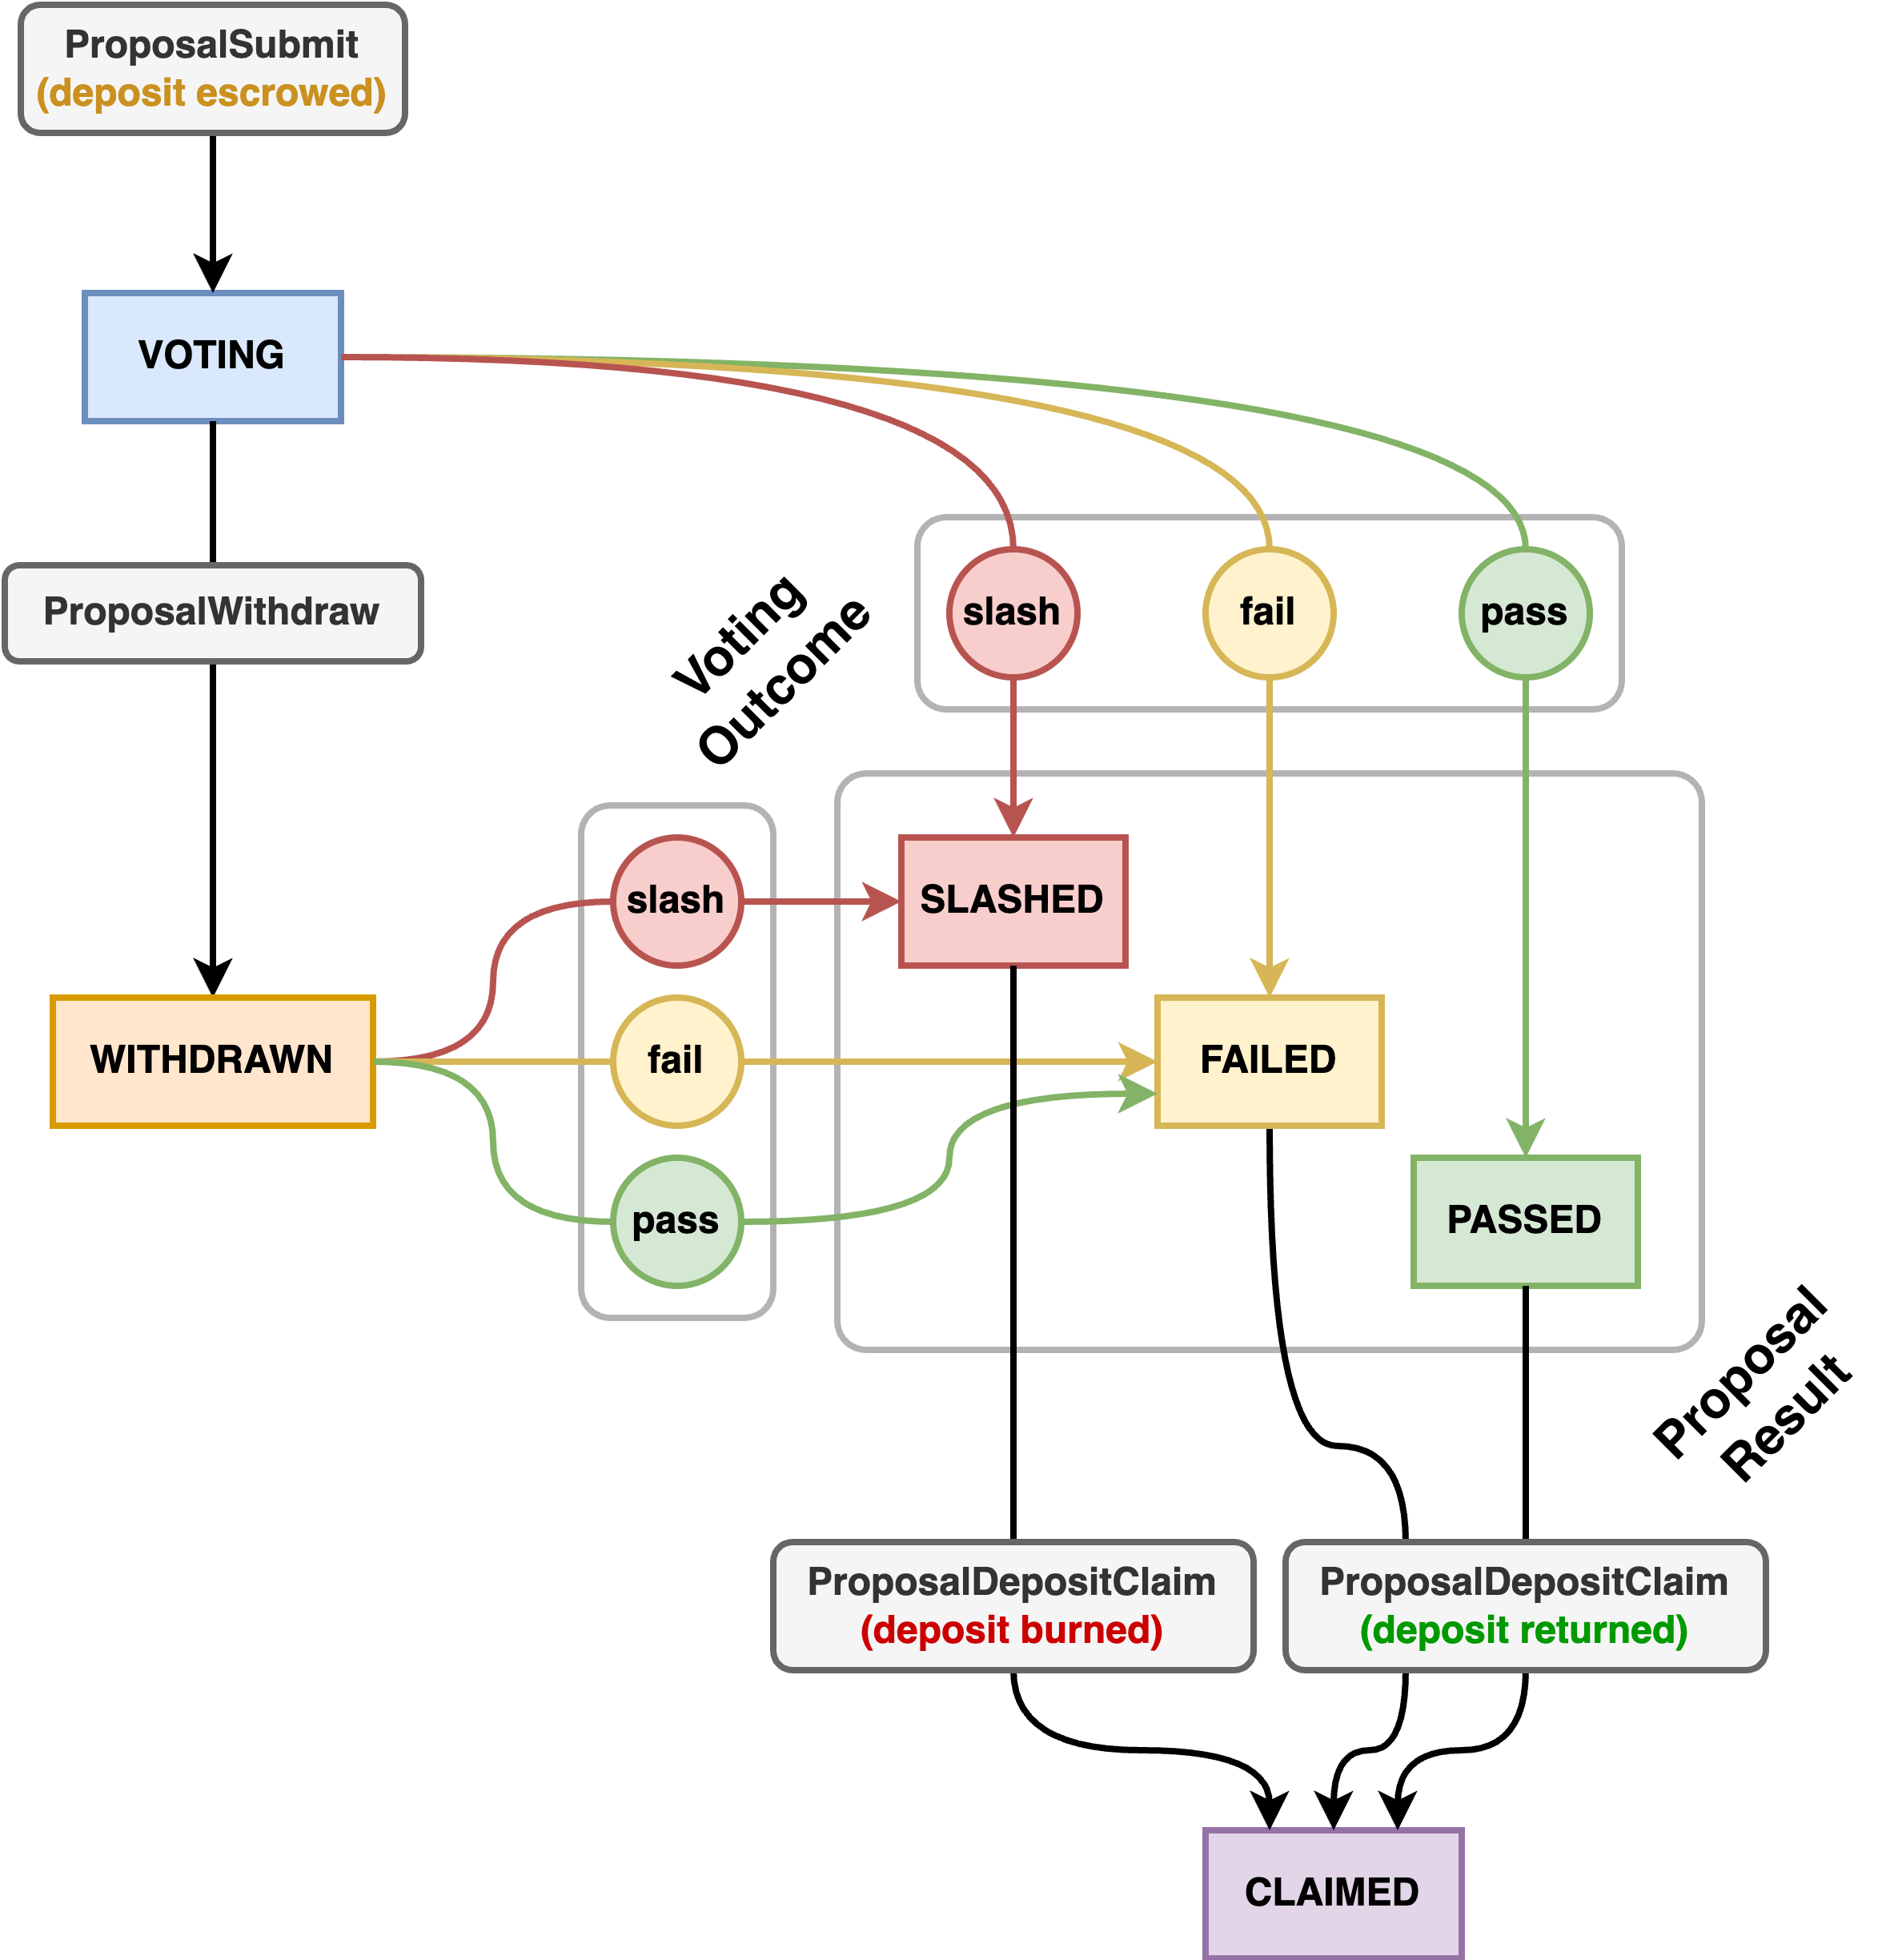 ProposalSubmit
(deposit escrowed)
VOTING
ProposalWithdraw
Voting
Outcome
slash
fail
pass
slash
fail
pass
WITHDRAWN
SLASHED
FAILED
PASSED
Proposal
Result
ProposalDepositClaim
(deposit burned)
ProposalDepositClaim
(deposit returned)
CLAIMED